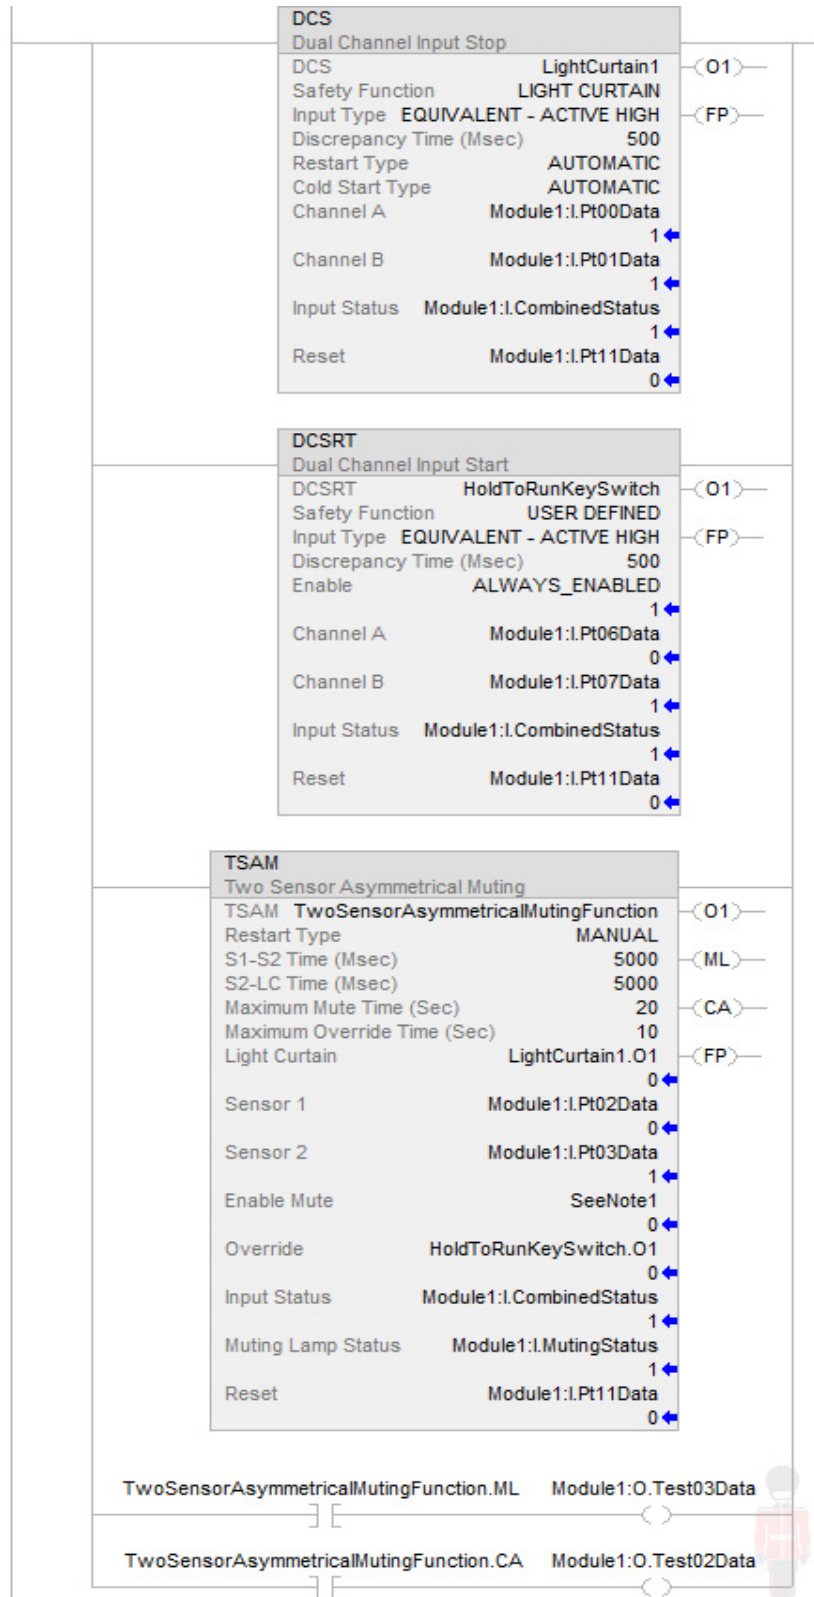 DCS
Dual Channel Input Stop
DCS LightCurtain1 (O1)
Safety Function LIGHT CURTAIN
Input Type EQUIVALENT - ACTIVE HIGH (FP)
Discrepancy Time (Msec) 500
Restart Type AUTOMATIC
Cold Start Type AUTOMATIC
Channel A Module1:I.Pt00Data
1
Channel B Module1:I.Pt01Data
1
Input Status Module1:I.CombinedStatus
1
Reset Module1:I.Pt11Data
0
DCSRT
Dual Channel Input Start
DCSRT HoldToRunKeySwitch (O1)
Safety Function USER DEFINED
Input Type EQUIVALENT - ACTIVE HIGH (FP)
Discrepancy Time (Msec) 500
Enable ALWAYS_ENABLED
1
Channel A Module1:I.Pt06Data
0
Channel B Module1:I.Pt07Data
1
Input Status Module1:I.CombinedStatus
1
Reset Module1:I.Pt11Data
0
TSAM
Two Sensor Asymmetrical Muting
TSAM TwoSensorAsymmetricalMutingFunction (O1)
Restart Type MANUAL
S1-S2 Time (Msec) 5000 (ML)
S2-LC Time (Msec) 5000
Maximum Mute Time (Sec) 20 (CA)
Maximum Override Time (Sec) 10
Light Curtain LightCurtain1.O1 (FP)
0
Sensor 1 Module1:I.Pt02Data
0
Sensor 2 Module1:I.Pt03Data
1
Enable Mute SeeNote1
0
Override HoldToRunKeySwitch.O1
0
Input Status Module1:I.CombinedStatus
1
Muting Lamp Status Module1:I.MutingStatus
1
Reset Module1:I.Pt11Data
0
TwoSensorAsymmetricalMutingFunction.ML Module1:O.Test03Data
TwoSensorAsymmetricalMutingFunction.CA Module1:O.Test02Data